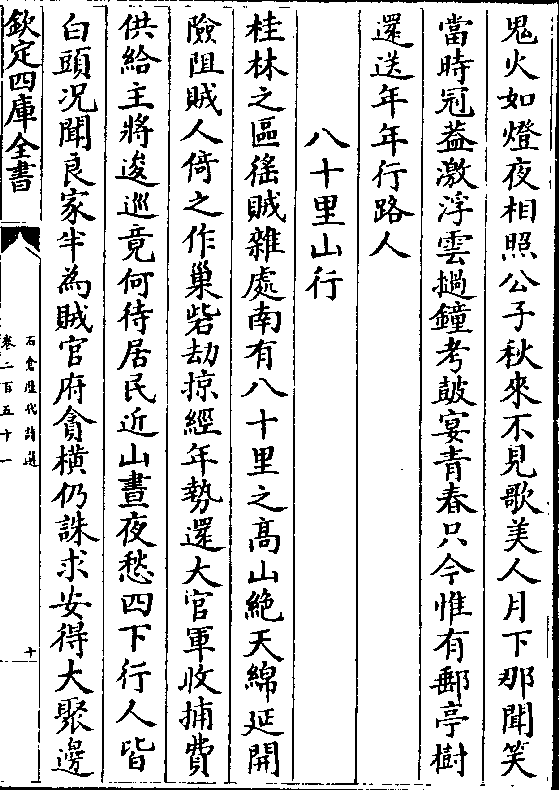 鬼火如燈夜相照公子秋來不見歌美人月下那聞笑
當時冠葢激浮雲撾鐘考皷宴青春只今惟有郵亭樹
還送年年行路人
八十里山行
桂林之區徭賊雜處南有八十里之髙山絶天綿延開
險阻賊人倚之作巢砦劫掠經年勢還大官軍收捕費
供給主將逡巡竟何待居民近山晝夜愁四下行人皆
白頭況聞良家半為賊官府貪橫仍誅求安得大聚邊
欽定四庫全書
石倉歴代詩選
卷二百五十一
十